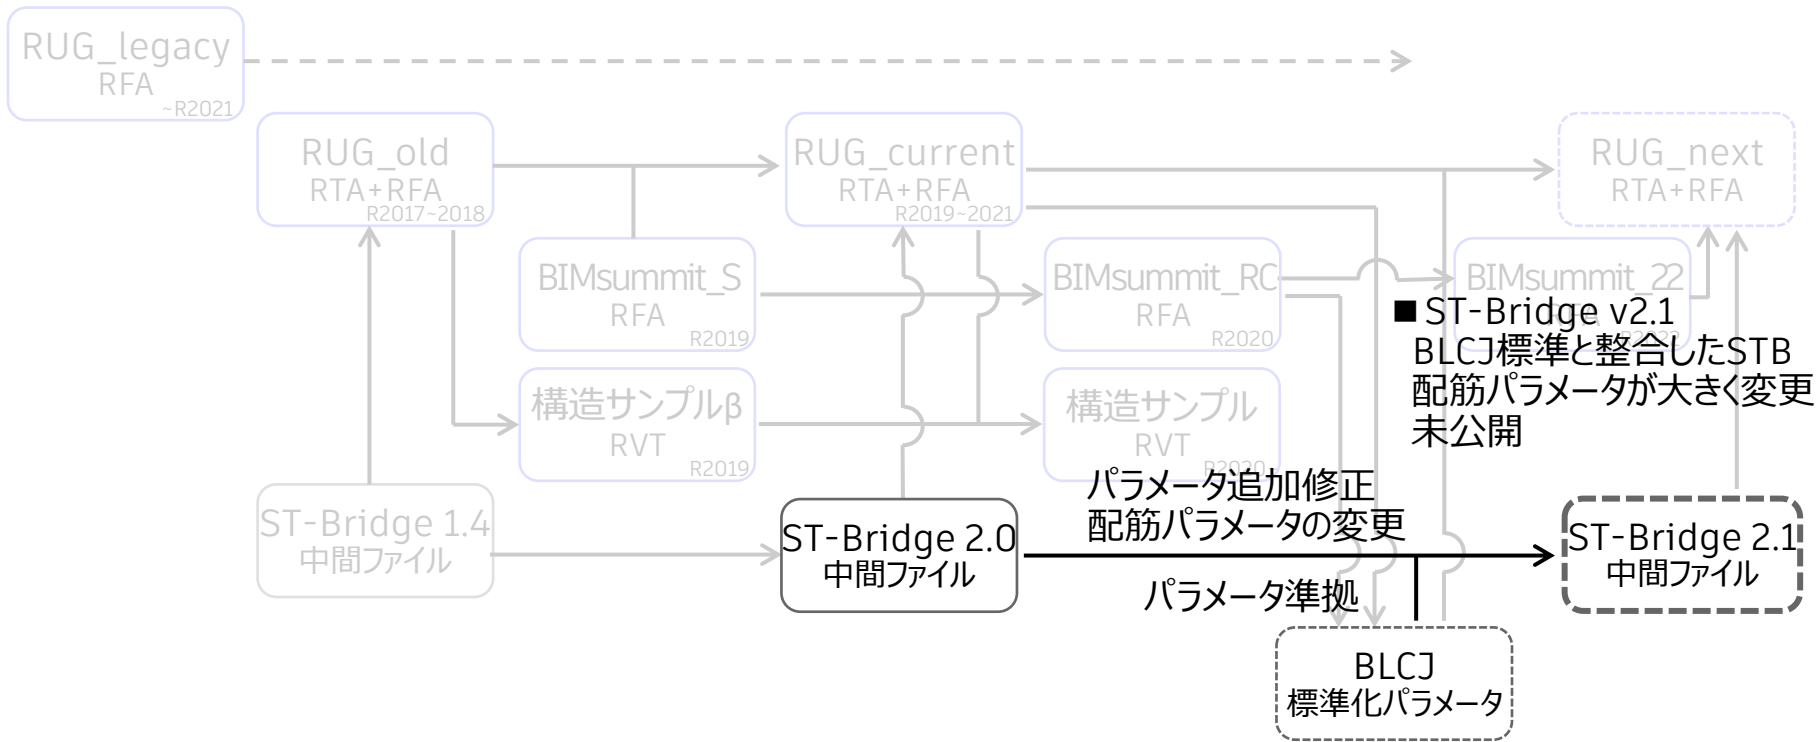 RUG_legacy
RFA
~R2021
RUG_old
RTA+RFA
R2017~2018
RUG_current
RTA+RFA
R2019~2021
RUG_next
RTA+RFA
BIMsummit_S
RFA
R2019
BIMsummit_RC
RFA
R2020
BIMsummit_22
RFA
R2022
■ST-Bridge v2.1
BLCJ標準と整合したSTB
配筋パラメータが大きく変更
未公開
構造サンプルβ
RVT
R2019
構造サンプル
RVT
R2020
パラメータ追加修正
配筋パラメータの変更
ST-Bridge 1.4
中間ファイル
ST-Bridge 2.0
中間ファイル
ST-Bridge 2.1
中間ファイル
パラメータ準拠
BLCJ
標準化パラメータ